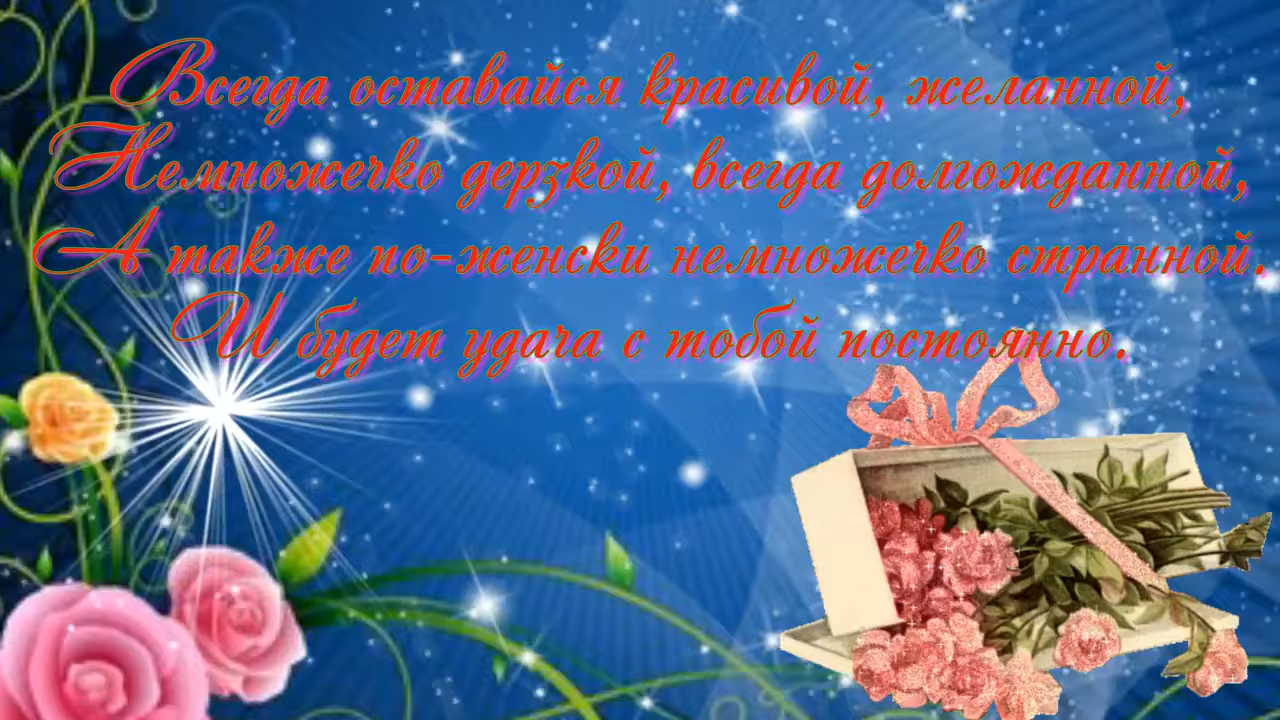 Всегда оставайся красивой, желанной,
Немножечко дерзкой, всегда долгожданной,
А также по-женски немножечко странной.
И будет удача с тобой постоянно.